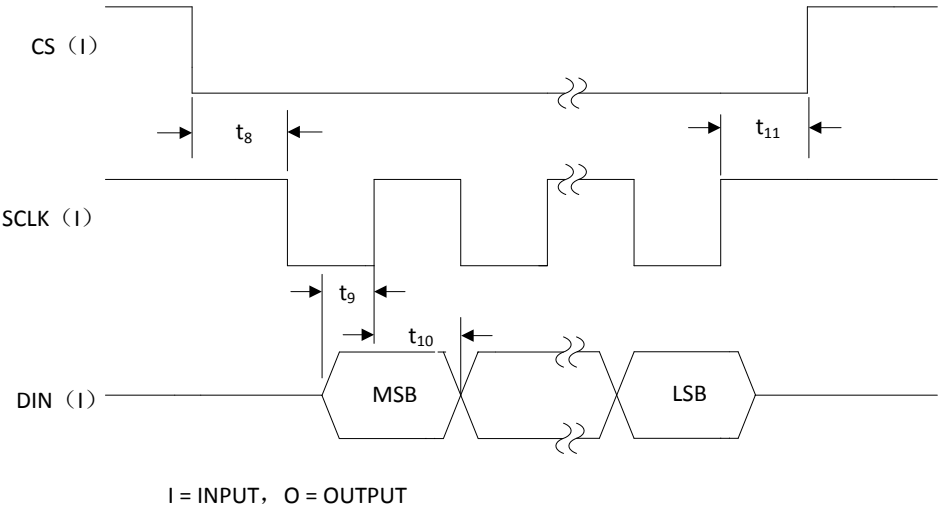 CS（I）
t8
t11
SCLK（I）
t9
t10
DIN（I）
MSB
LSB
I = INPUT，O = OUTPUT